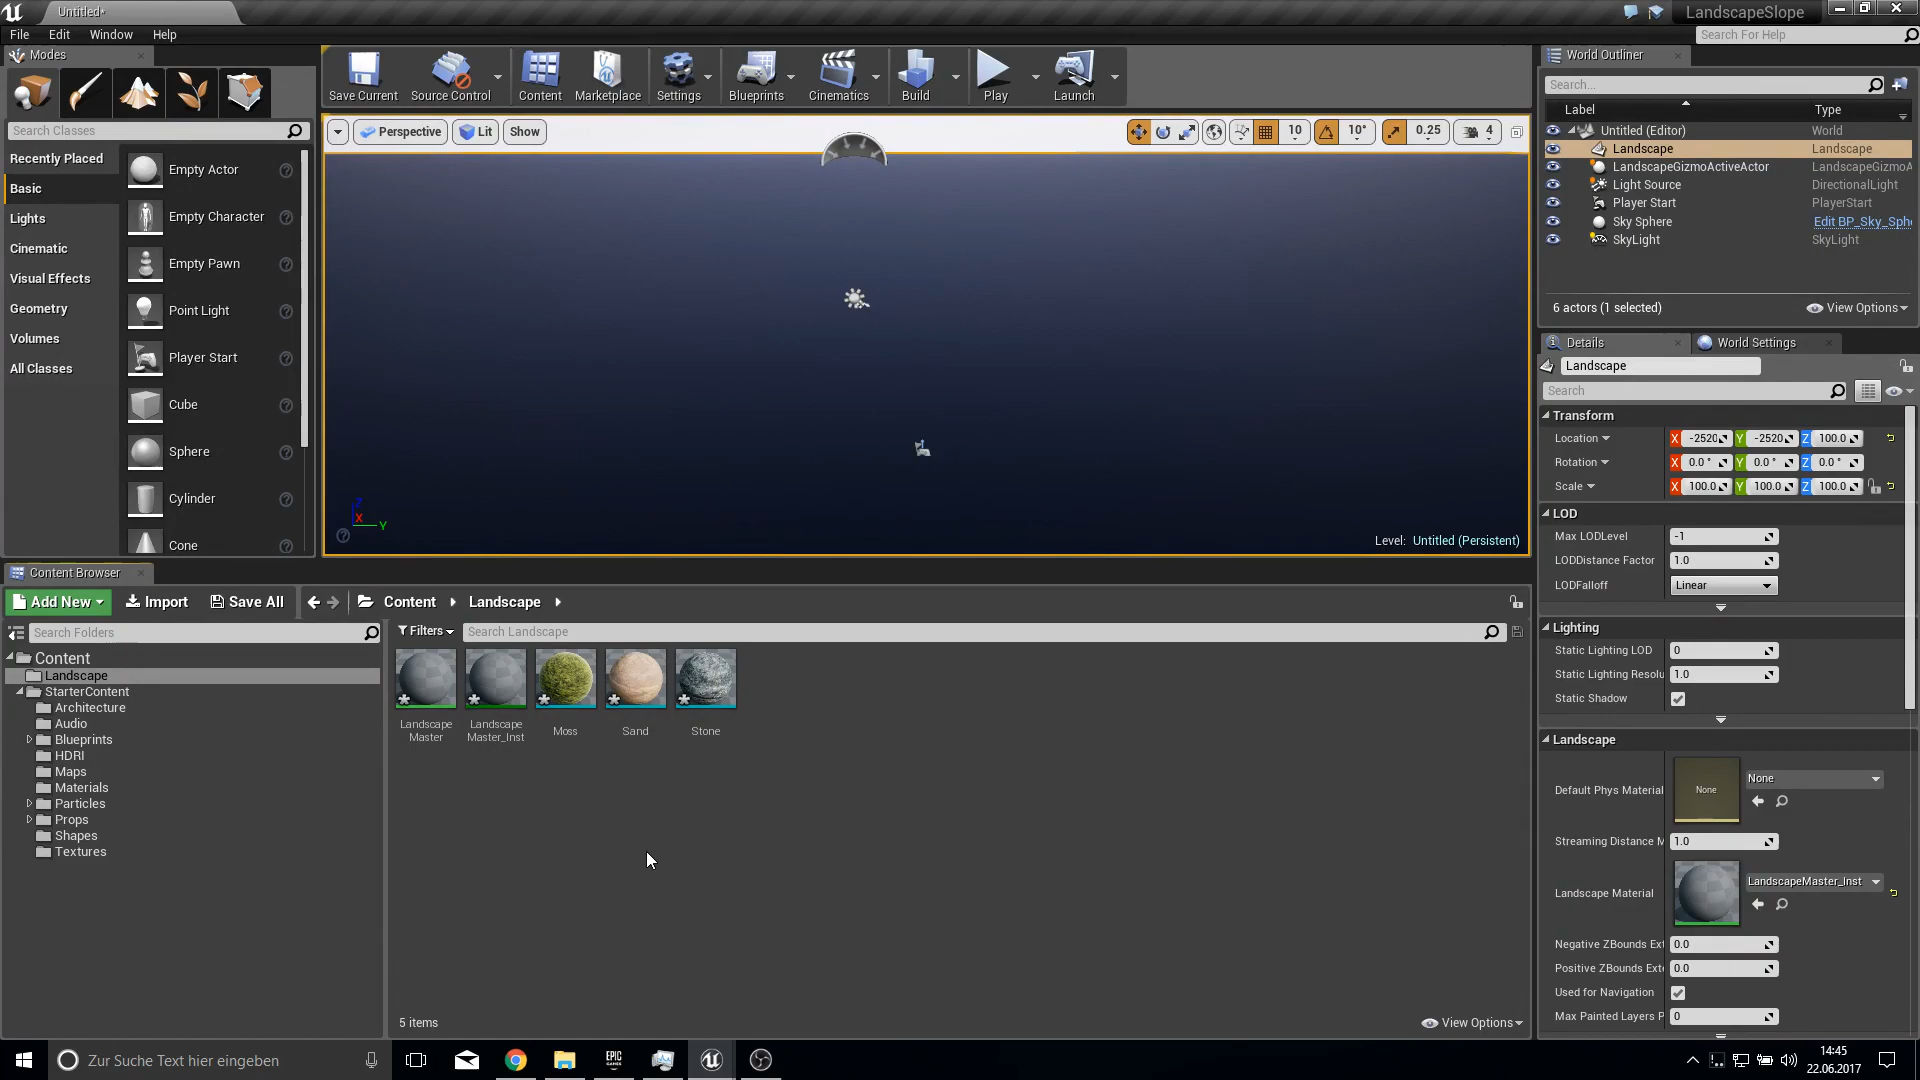 Untitled*
LandscapeSlope
File Edit Window Help
Search For Help
Modes
Search Classes
Recently Placed
Basic
Lights
Cinematic
Visual Effects
Geometry
Volumes
All Classes
Empty Actor
Empty Character
Empty Pawn
Point Light
Player Start
Cube
Sphere
Cylinder
Cone
Save Current Source Control Content Marketplace Settings Blueprints Cinematics Build Play Launch
Perspective Lit Show
10 10° 0.25 4
Z
X Y
Level: Untitled (Persistent)
World Outliner
Search...
Label Type
Untitled (Editor) World
Landscape Landscape
LandscapeGizmoActiveActor LandscapeGizmoA
Light Source DirectionalLight
Player Start PlayerStart
Sky Sphere Edit BP_Sky_Sph
SkyLight SkyLight
6 actors (1 selected) View Options
Details World Settings
Landscape
Search
Transform
Location X -2520 Y -2520 Z 100.0
Rotation X 0.0 ° Y 0.0 ° Z 0.0 °
Scale X 100.0 Y 100.0 Z 100.0
LOD
Max LODLevel -1
LODDistance Factor 1.0
LODFalloff Linear
Lighting
Static Lighting LOD 0
Static Lighting Resolu 1.0
Static Shadow
Landscape
Default Phys Material None None
Streaming Distance M 1.0
Landscape Material LandscapeMaster_Inst
Negative ZBounds Ext 0.0
Positive ZBounds Exte 0.0
Used for Navigation
Max Painted Layers P 0
Content Browser
Add New Import Save All Content Landscape
Search Folders
Filters Search Landscape
Content
Landscape
StarterContent
Architecture
Audio
Blueprints
HDRI
Maps
Materials
Particles
Props
Shapes
Textures
Landscape
Master
Landscape
Master_Inst
Moss
Sand
Stone
5 items View Options
Zur Suche Text hier eingeben
EPIC
GAMES
14:45
22.06.2017